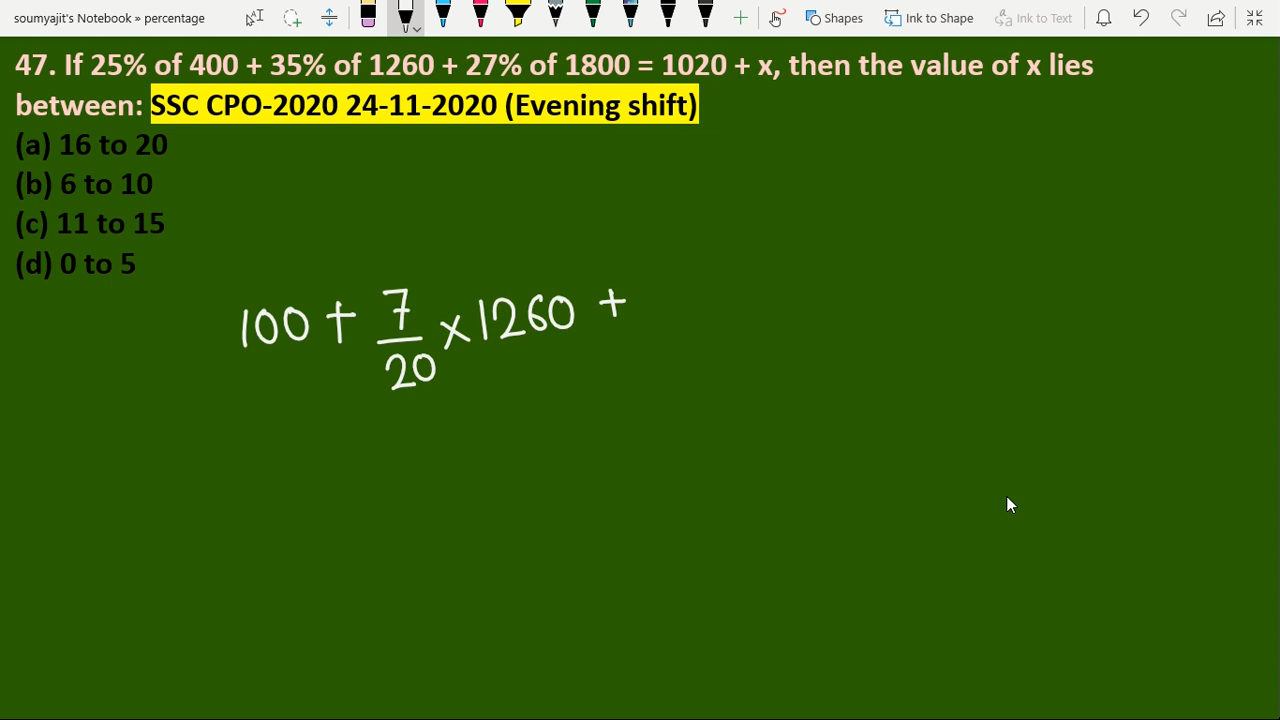 soumyajit's Notebook » percentage
Shapes
Ink to Shape
Ink to Text
47. If 25% of 400 + 35% of 1260 + 27% of 1800 = 1020 + x, then the value of x lies
between: SSC CPO-2020 24-11-2020 (Evening shift)
(a) 16 to 20
(b) 6 to 10
(c) 11 to 15
(d) 0 to 5
100 + 7/20 × 1260 +